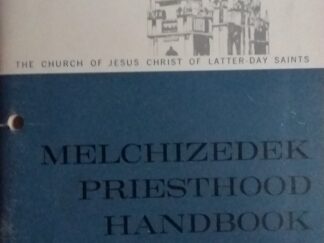 THE CHURCH OF JESUS CHRIST OF LATTER-DAY SAINTS
MELCHIZEDEK
PRIESTHOOD
HANDBOOK